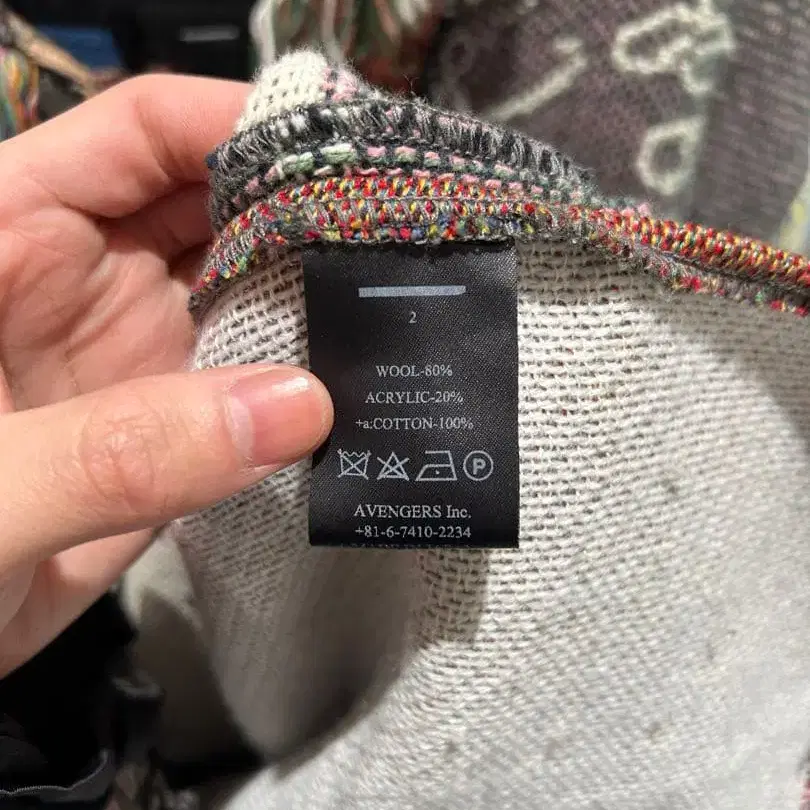 2
WOOL-80%
ACRYLIC-20%
+a:COTTON-100%
P
AVENGERS Inc.
+81-6-7410-2234